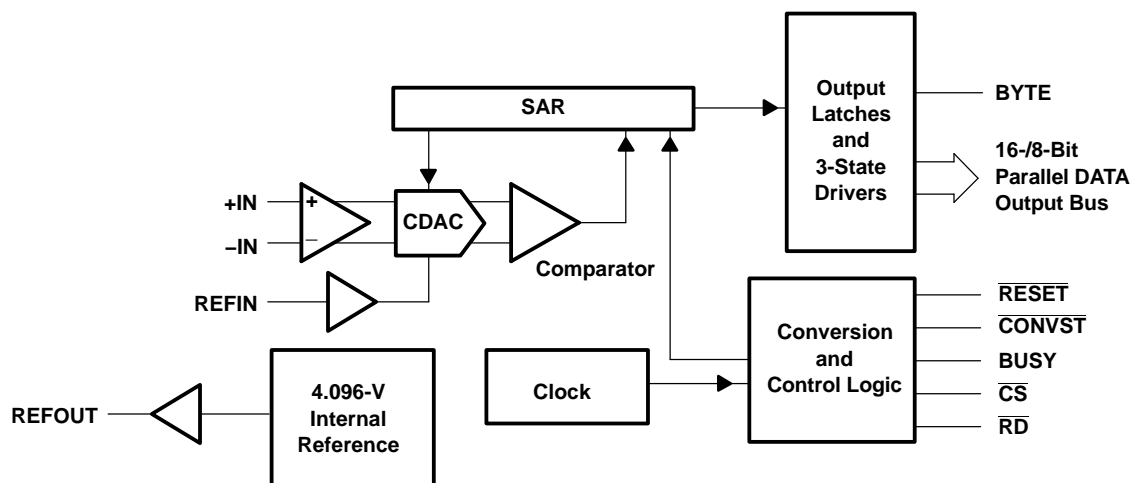 SAR
Output
Latches
and
3-State
Drivers
BYTE
16-/8-Bit
Parallel DATA
Output Bus
+IN
−IN
+
−
CDAC
Comparator
REFIN
REFOUT
4.096-V
Internal
Reference
Clock
Conversion
and
Control Logic
RESET
CONVST
BUSY
CS
RD